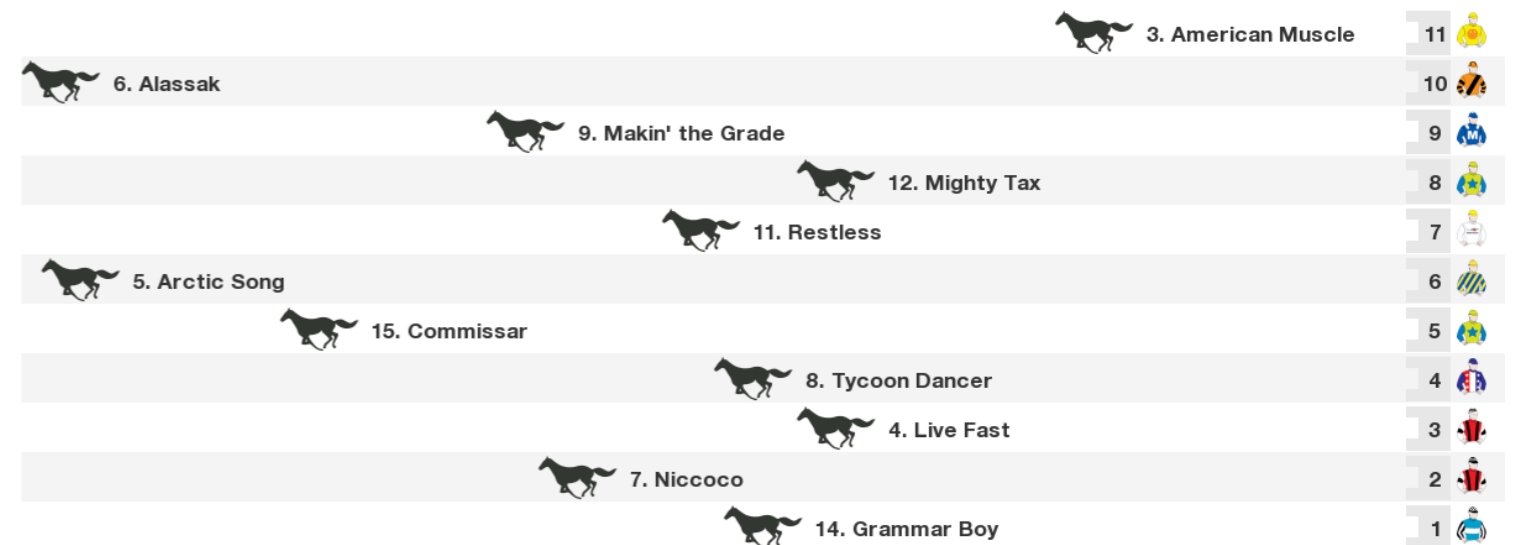 3. American Muscle 11
6. Alassak 10
9. Makin' the Grade 9 M
12. Mighty Tax 8
11. Restless 7
5. Arctic Song 6
15. Commissar 5
8. Tycoon Dancer 4
4. Live Fast 3
7. Niccoco 2
14. Grammar Boy 1